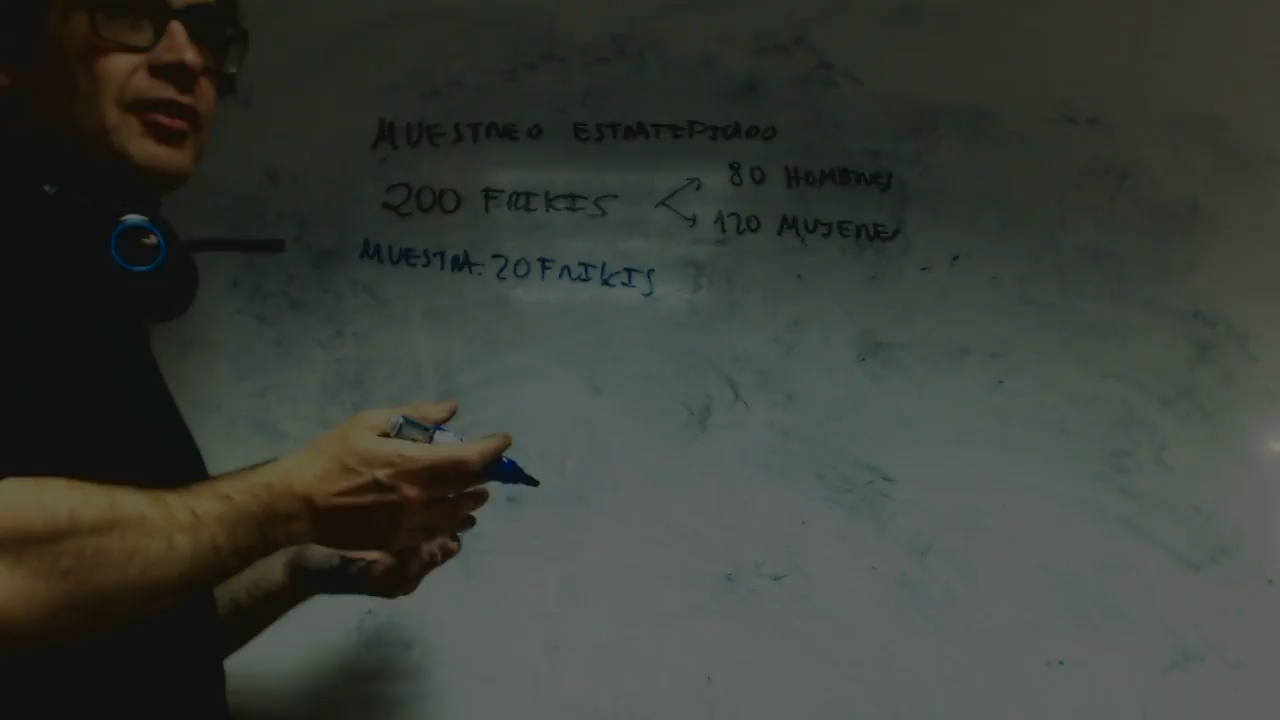 MUESTREO ESTRATIFICADO
200 FRIKIS
80 HOMBRES
120 MUJERES
MUESTRA: 20 FRIKIS